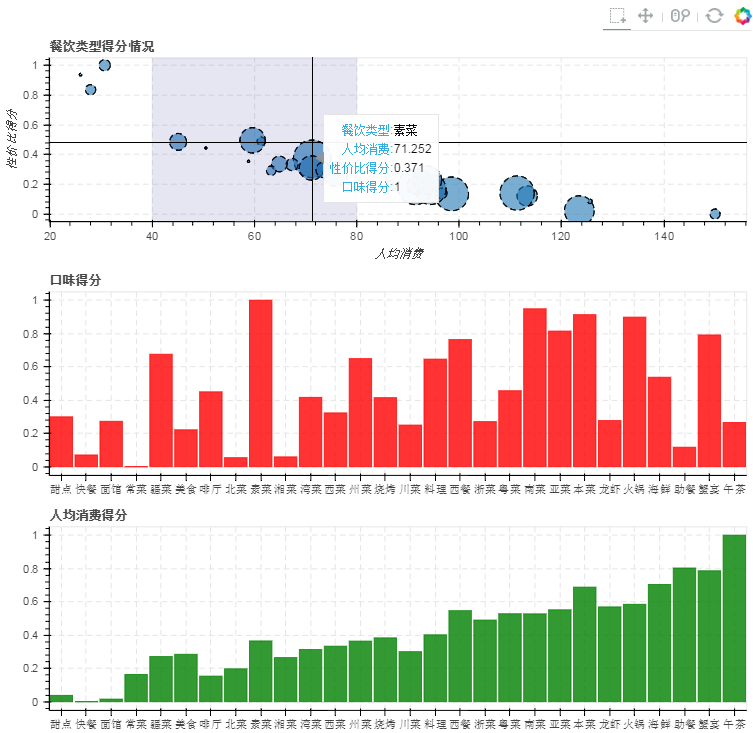 餐饮类型得分情况
1
0.8
0.6
0.4
0.2
0
性价比得分
餐饮类型:素菜
人均消费:71.252
性价比得分:0.371
口味得分:1
20 40 60 80 100 120 140
人均消费
口味得分
1
0.8
0.6
0.4
0.2
0
甜点 快餐 面馆 常菜 疆菜 美食 啡厅 北菜 素菜 湘菜 湾菜 西菜 州菜 烧烤 川菜 料理 西餐 浙菜 粤菜 南菜 亚菜 本菜 龙虾 火锅 海鲜 助餐 蟹宴 午茶
人均消费得分
1
0.8
0.6
0.4
0.2
0
甜点 快餐 面馆 常菜 疆菜 美食 啡厅 北菜 素菜 湘菜 湾菜 西菜 州菜 烧烤 川菜 料理 西餐 浙菜 粤菜 南菜 亚菜 本菜 龙虾 火锅 海鲜 助餐 蟹宴 午茶